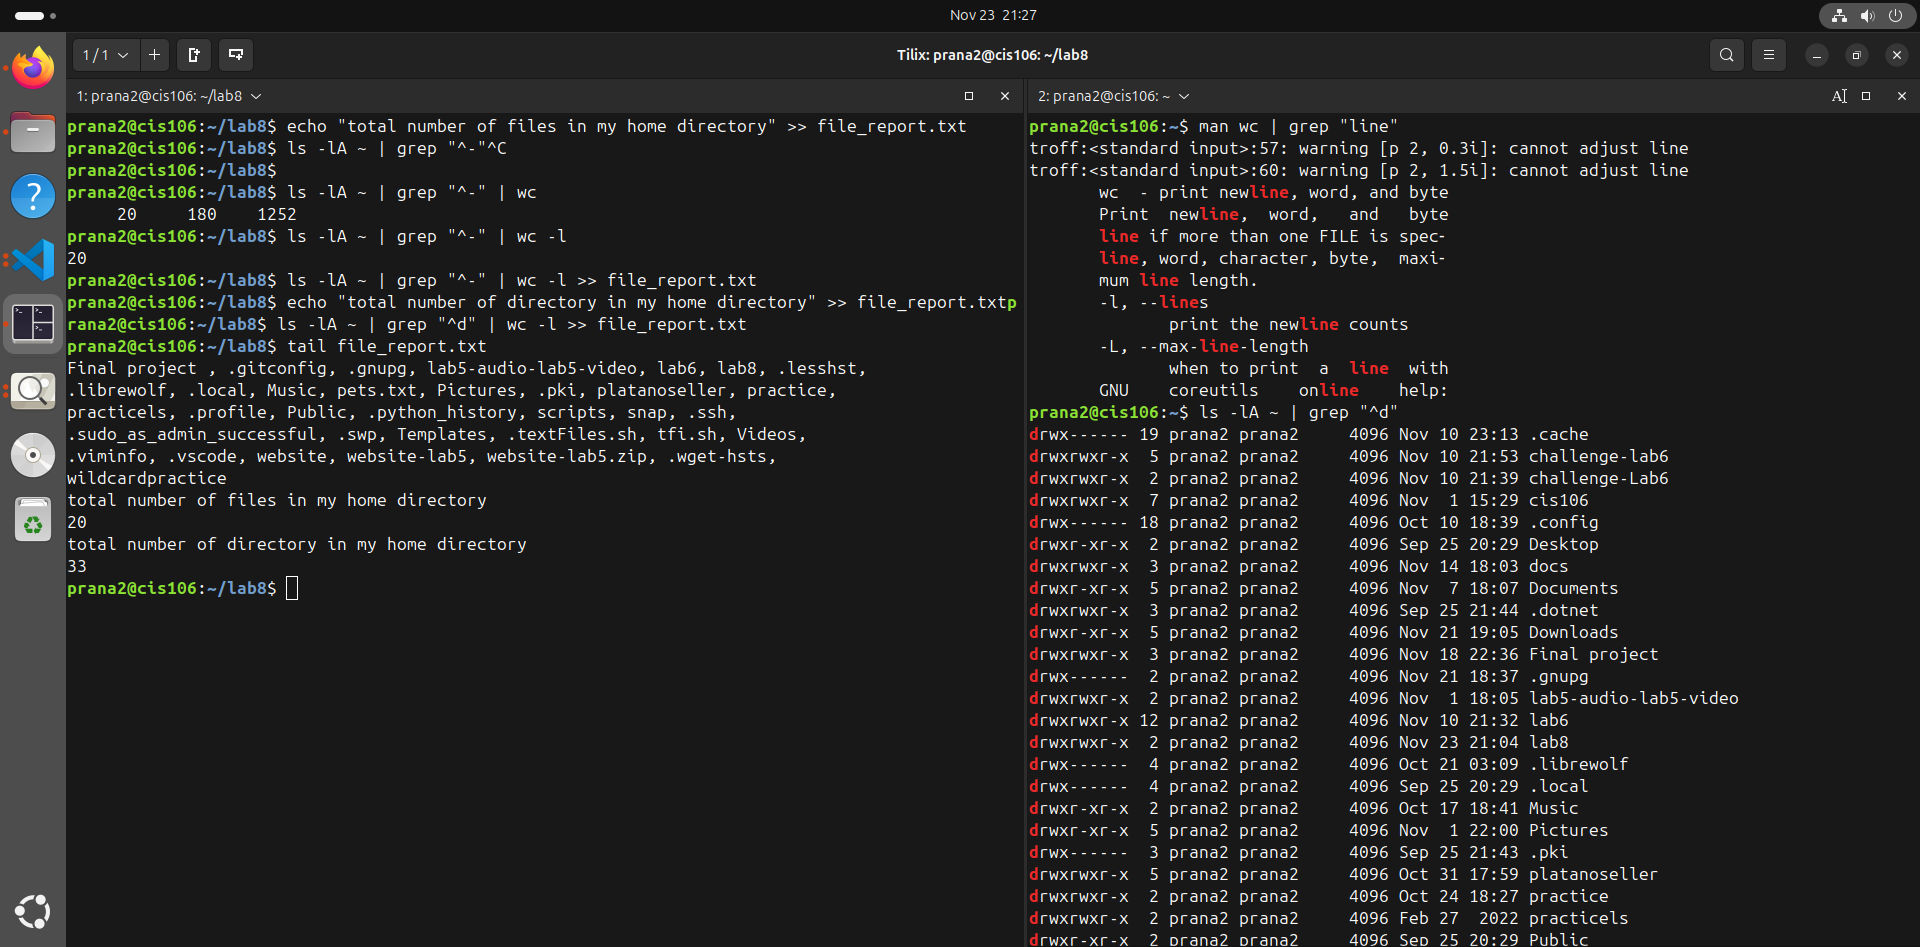 Nov 23 21:27
1 / 1
Tilix: prana2@cis106: ~/lab8
1: prana2@cis106: ~/lab8
prana2@cis106:~/lab8$ echo "total number of files in my home directory" >> file_report.txt
prana2@cis106:~/lab8$ ls -lA ~ | grep "^-"^C
prana2@cis106:~/lab8$
prana2@cis106:~/lab8$ ls -lA ~ | grep "^-" | wc
     20     180    1252
prana2@cis106:~/lab8$ ls -lA ~ | grep "^-" | wc -l
20
prana2@cis106:~/lab8$ ls -lA ~ | grep "^-" | wc -l >> file_report.txt
prana2@cis106:~/lab8$ echo "total number of directory in my home directory" >> file_report.txtp
rana2@cis106:~/lab8$ ls -lA ~ | grep "^d" | wc -l >> file_report.txt
prana2@cis106:~/lab8$ tail file_report.txt
Final project , .gitconfig, .gnupg, lab5-audio-lab5-video, lab6, lab8, .lesshst,
.librewolf, .local, Music, pets.txt, Pictures, .pki, platanoseller, practice,
practicels, .profile, Public, .python_history, scripts, snap, .ssh,
.sudo_as_admin_successful, .swp, Templates, .textFiles.sh, tfi.sh, Videos,
.viminfo, .vscode, website, website-lab5, website-lab5.zip, .wget-hsts,
wildcardpractice
total number of files in my home directory
20
total number of directory in my home directory
33
prana2@cis106:~/lab8$
2: prana2@cis106: ~
prana2@cis106:~$ man wc | grep "line"
troff:<standard input>:57: warning [p 2, 0.3i]: cannot adjust line
troff:<standard input>:60: warning [p 2, 1.5i]: cannot adjust line
       wc  - print newline, word, and byte
       Print  newline,  word,   and   byte
       line if more than one FILE is spec‐
       line, word, character, byte,  maxi‐
       mum line length.
       -l, --lines
              print the newline counts
       -L, --max-line-length
              when to print  a  line  with
       GNU    coreutils    online    help:
prana2@cis106:~$ ls -lA ~ | grep "^d"
drwx------ 19 prana2 prana2     4096 Nov 10 23:13 .cache
drwxrwxr-x  5 prana2 prana2     4096 Nov 10 21:53 challenge-lab6
drwxrwxr-x  2 prana2 prana2     4096 Nov 10 21:39 challenge-Lab6
drwxrwxr-x  7 prana2 prana2     4096 Nov  1 15:29 cis106
drwx------ 18 prana2 prana2     4096 Oct 10 18:39 .config
drwxr-xr-x  2 prana2 prana2     4096 Sep 25 20:29 Desktop
drwxrwxr-x  3 prana2 prana2     4096 Nov 14 18:03 docs
drwxr-xr-x  5 prana2 prana2     4096 Nov  7 18:07 Documents
drwxrwxr-x  3 prana2 prana2     4096 Sep 25 21:44 .dotnet
drwxr-xr-x  5 prana2 prana2     4096 Nov 21 19:05 Downloads
drwxrwxr-x  3 prana2 prana2     4096 Nov 18 22:36 Final project
drwx------  2 prana2 prana2     4096 Nov 21 18:37 .gnupg
drwxrwxr-x  2 prana2 prana2     4096 Nov  1 18:05 lab5-audio-lab5-video
drwxrwxr-x 12 prana2 prana2     4096 Nov 10 21:32 lab6
drwxrwxr-x  2 prana2 prana2     4096 Nov 23 21:04 lab8
drwx------  4 prana2 prana2     4096 Oct 21 03:09 .librewolf
drwx------  4 prana2 prana2     4096 Sep 25 20:29 .local
drwxr-xr-x  2 prana2 prana2     4096 Oct 17 18:41 Music
drwxr-xr-x  5 prana2 prana2     4096 Nov  1 22:00 Pictures
drwx------  3 prana2 prana2     4096 Sep 25 21:43 .pki
drwxrwxr-x  5 prana2 prana2     4096 Oct 31 17:59 platanoseller
drwxrwxr-x  2 prana2 prana2     4096 Oct 24 18:27 practice
drwxrwxr-x  2 prana2 prana2     4096 Feb 27  2022 practicels
drwxr-xr-x  2 prana2 prana2     4096 Sep 25 20:29 Public